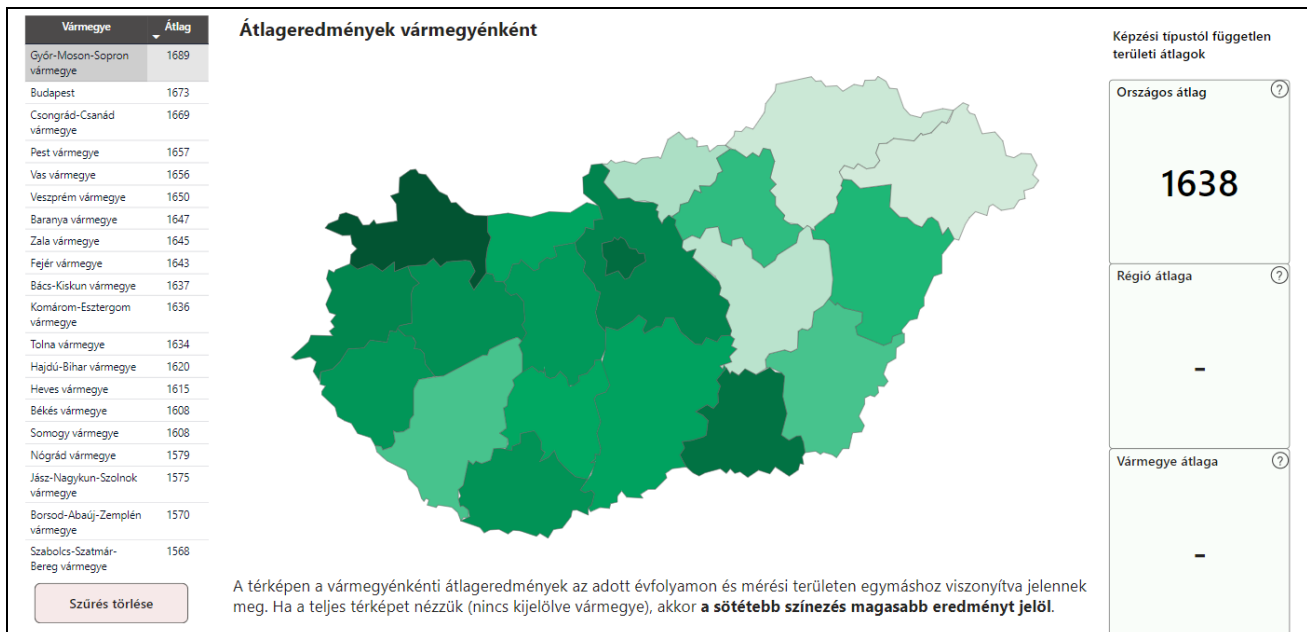 Vármegye Átlag
Győr-Moson-Sopron 1689
vármegye
Budapest 1673
Csongrád-Csanád 1669
vármegye
Pest vármegye 1657
Vas vármegye 1656
Veszprém vármegye 1650
Baranya vármegye 1647
Zala vármegye 1645
Fejér vármegye 1643
Bács-Kiskun vármegye 1637
Komárom-Esztergom 1636
vármegye
Tolna vármegye 1634
Hajdú-Bihar vármegye 1620
Heves vármegye 1615
Békés vármegye 1608
Somogy vármegye 1608
Nógrád vármegye 1579
Jász-Nagykun-Szolnok 1575
vármegye
Borsod-Abaúj-Zemplén 1570
vármegye
Szabolcs-Szatmár- 1568
Bereg vármegye
Szűrés törlése
Átlageredmények vármegyénként
A térképen a vármegyénkénti átlageredmények az adott évfolyamon és mérési területen egymáshoz viszonyítva jelennek
meg. Ha a teljes térképet nézzük (nincs kijelölve vármegye), akkor a sötétebb színezés magasabb eredményt jelöl.
Képzési típustól független
területi átlagok
Országos átlag ?
1638
Régió átlaga ?
-
Vármegye átlaga ?
-